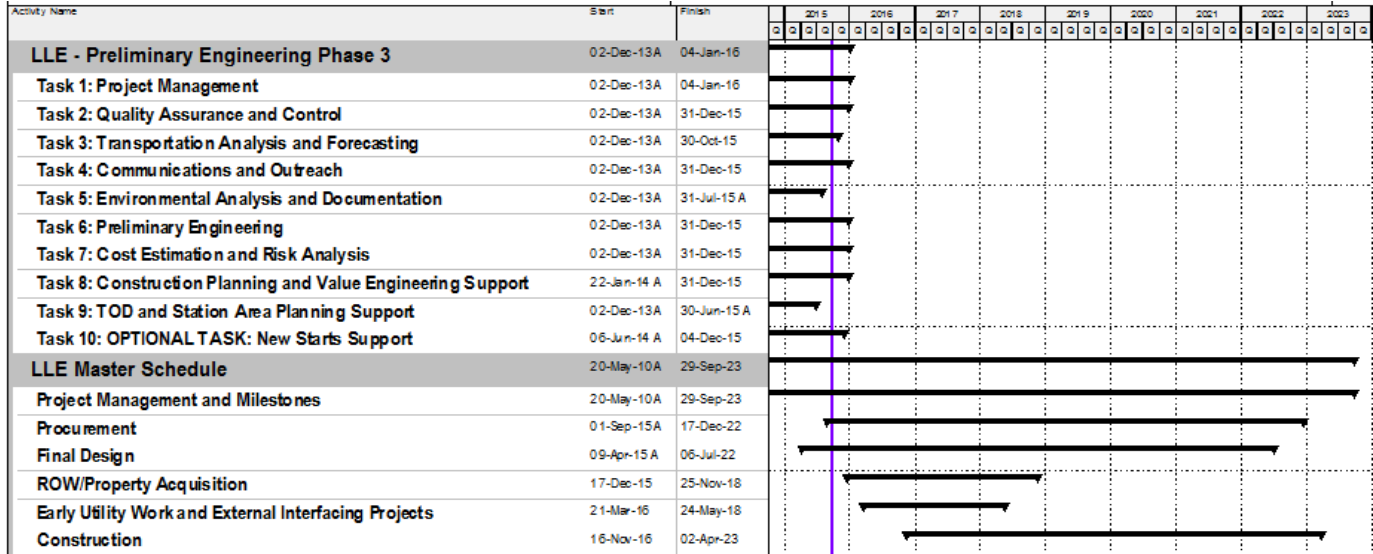 Activity Name Start Finish 2015 2016 2017 2018 2019 2020 2021 2022 2023
Q Q Q Q Q Q Q Q Q Q Q Q Q Q Q Q Q Q Q Q Q Q Q Q Q Q Q Q Q Q Q Q Q Q Q Q Q
LLE - Preliminary Engineering Phase 3 02-Dec-13A 04-Jan-16
Task 1: Project Management 02-Dec-13A 04-Jan-16
Task 2: Quality Assurance and Control 02-Dec-13A 31-Dec-15
Task 3: Transportation Analysis and Forecasting 02-Dec-13A 30-Oct-15
Task 4: Communications and Outreach 02-Dec-13A 31-Dec-15
Task 5: Environmental Analysis and Documentation 02-Dec-13A 31-Jul-15 A
Task 6: Preliminary Engineering 02-Dec-13A 31-Dec-15
Task 7: Cost Estimation and Risk Analysis 02-Dec-13A 31-Dec-15
Task 8: Construction Planning and Value Engineering Support 22-Jan-14 A 31-Dec-15
Task 9: TOD and Station Area Planning Support 02-Dec-13A 30-Jun-15 A
Task 10: OPTIONAL TASK: New Starts Support 06-Jun-14 A 04-Dec-15
LLE Master Schedule 20-May-10A 29-Sep-23
Project Management and Milestones 20-May-10A 29-Sep-23
Procurement 01-Sep-15A 17-Dec-22
Final Design 09-Apr-15 A 06-Jul-22
ROW/Property Acquisition 17-Dec-15 25-Nov-18
Early Utility Work and External Interfacing Projects 21-Mar-16 24-May-18
Construction 16-Nov-16 02-Apr-23